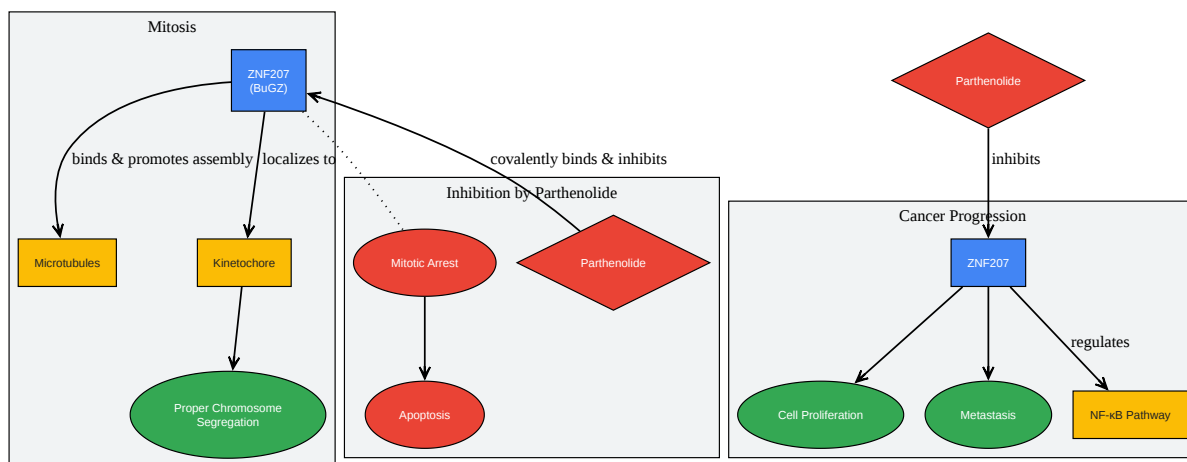 Mitosis
ZNF207
(BuGZ)
binds & promotes assembly
localizes to
Microtubules
Kinetochore
Proper Chromosome
Segregation
covalently binds & inhibits
Inhibition by Parthenolide
Mitotic Arrest
Parthenolide
Apoptosis
Parthenolide
inhibits
Cancer Progression
ZNF207
regulates
Cell Proliferation
Metastasis
NF-κB Pathway